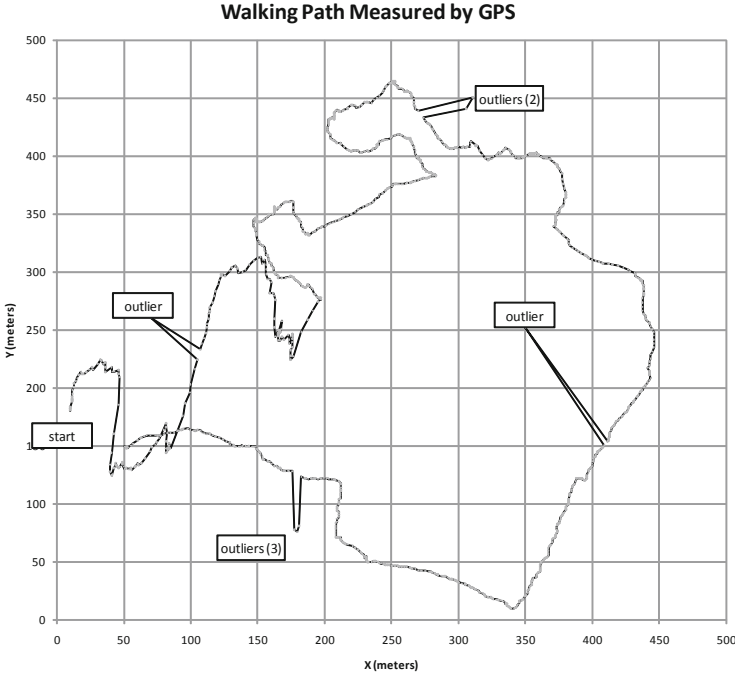 Walking Path Measured by GPS
500
450
outliers (2)
400
350
300
outlier
outlier
250
Y (meters)
200
start
150
100
outliers (3)
50
0
0 50 100 150 200 250 300 350 400 450 500
X (meters)